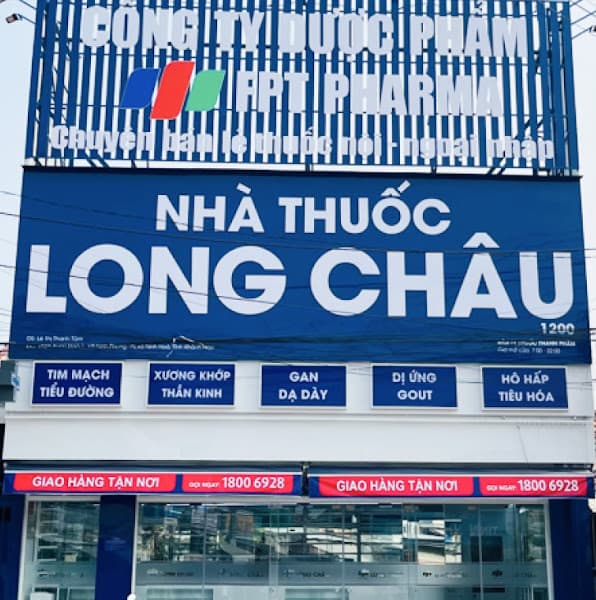 CÔNG TY DƯỢC PHẨM
FPT PHARMA
Chuyên bán lẻ thuốc nội - ngoại nhập
NHÀ THUỐC
LONG CHÂU
1200
TIM MẠCH
TIỂU ĐƯỜNG
XƯƠNG KHỚP
THẦN KINH
GAN
DẠ DÀY
DỊ ỨNG
GOUT
HÔ HẤP
TIÊU HÓA
GIAO HÀNG TẬN NƠI GỌI NGAY: 1800 6928
GIAO HÀNG TẬN NƠI GỌI NGAY: 1800 6928